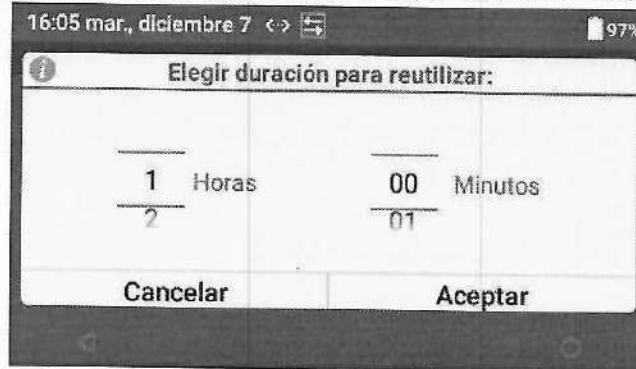 16:05 mar., diciembre 7 97%
Elegir duración para reutilizar:
1 Horas 00 Minutos
2 01
Cancelar Aceptar